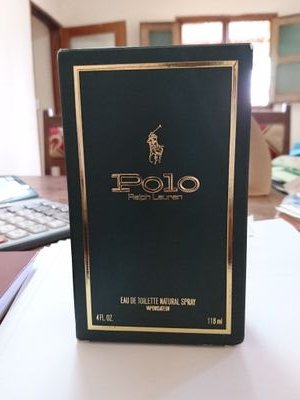 Polo
Ralph Lauren
EAU DE TOILETTE NATURAL SPRAY
VAPORISATEUR
4 FL. OZ.
118 ml